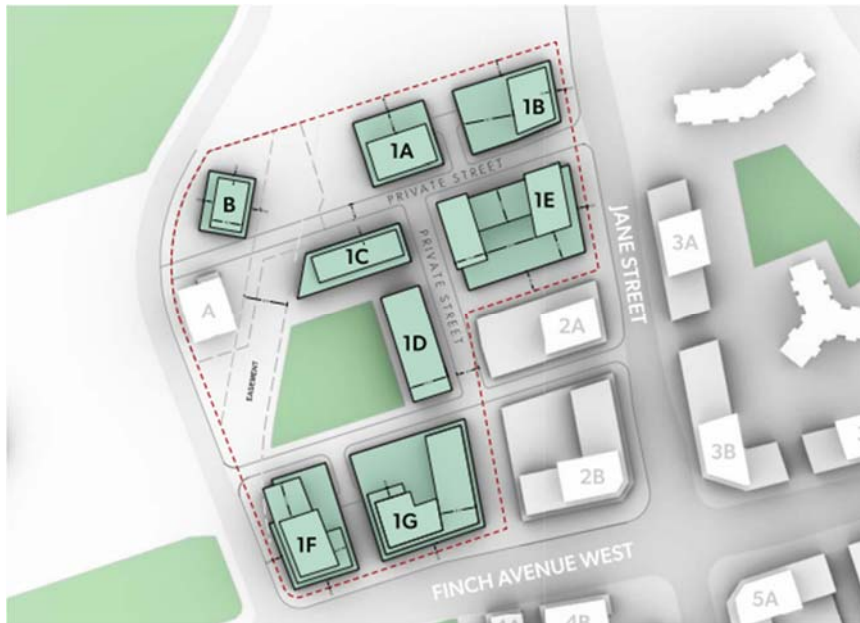 1B
1A
PRIVATE STREET
B
1E
1C
PRIVATE STREET
JANE STREET
3A
A
1D
2A
EASEMENT
3B
2B
1G
1F
FINCH AVENUE WEST
5A
4B